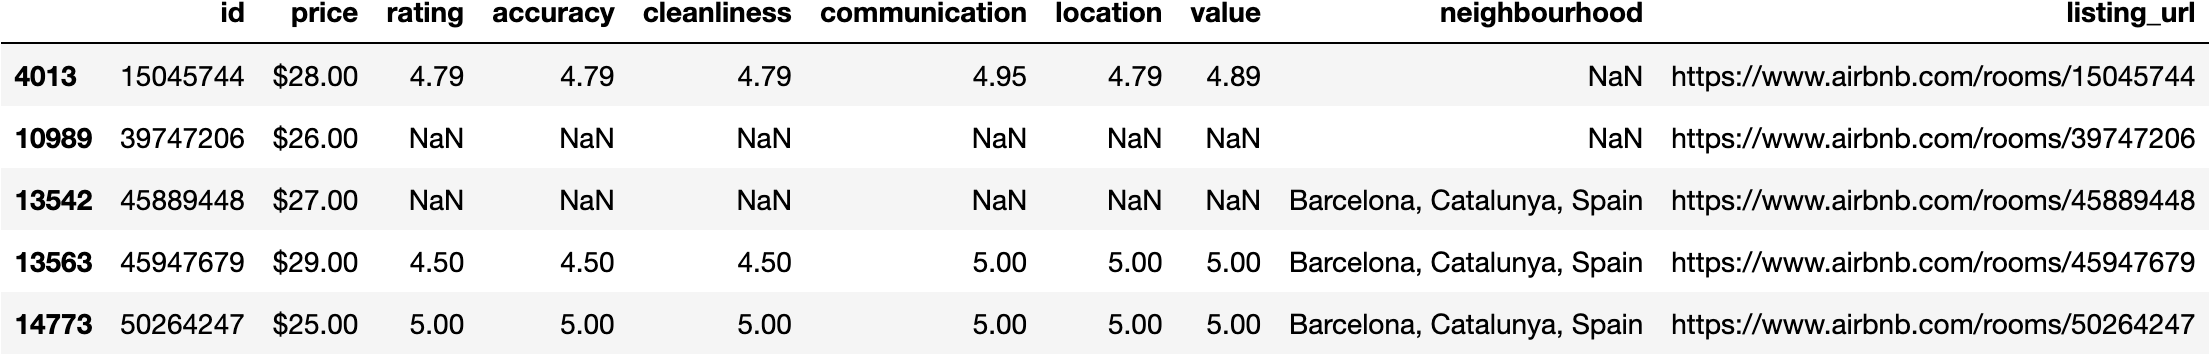 id price rating accuracy cleanliness communication location value neighbourhood listing_url
4013 15045744 $28.00 4.79 4.79 4.79 4.95 4.79 4.89 NaN https://www.airbnb.com/rooms/15045744
10989 39747206 $26.00 NaN NaN NaN NaN NaN NaN NaN https://www.airbnb.com/rooms/39747206
13542 45889448 $27.00 NaN NaN NaN NaN NaN NaN Barcelona, Catalunya, Spain https://www.airbnb.com/rooms/45889448
13563 45947679 $29.00 4.50 4.50 4.50 5.00 5.00 5.00 Barcelona, Catalunya, Spain https://www.airbnb.com/rooms/45947679
14773 50264247 $25.00 5.00 5.00 5.00 5.00 5.00 5.00 Barcelona, Catalunya, Spain https://www.airbnb.com/rooms/50264247